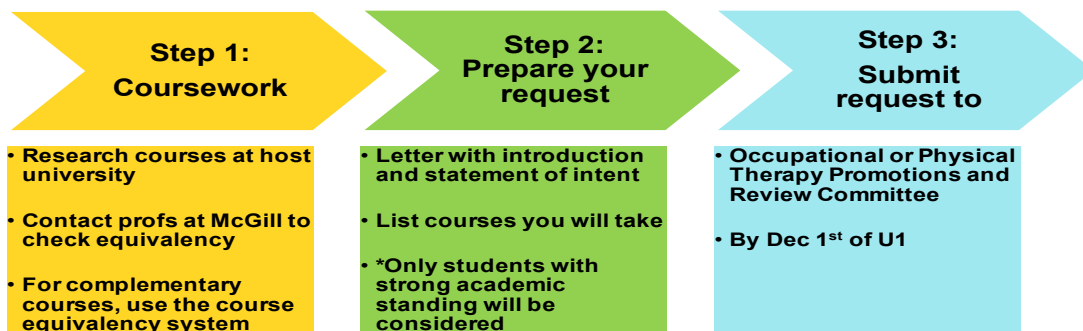 Step 1:
Coursework
Step 2:
Prepare your
request
Step 3:
Submit
request to
• Research courses at host
university
• Contact profs at McGill to
check equivalency
• For complementary
courses, use the course
equivalency system
• Letter with introduction
and statement of intent
• List courses you will take
• *Only students with
strong academic
standing will be
considered
• Occupational or Physical
Therapy Promotions and
Review Committee
• By Dec 1st of U1